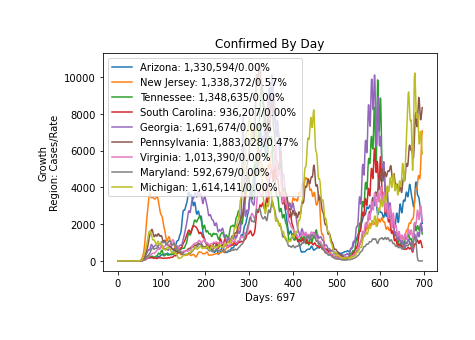 Confirmed By Day
Growth
Region: Cases/Rate
10000
8000
6000
4000
2000
0
Arizona: 1,330,594/0.00%
New Jersey: 1,338,372/0.57%
Tennessee: 1,348,635/0.00%
South Carolina: 936,207/0.00%
Georgia: 1,691,674/0.00%
Pennsylvania: 1,883,028/0.47%
Virginia: 1,013,390/0.00%
Maryland: 592,679/0.00%
Michigan: 1,614,141/0.00%
0 100 200 300 400 500 600 700
Days: 697